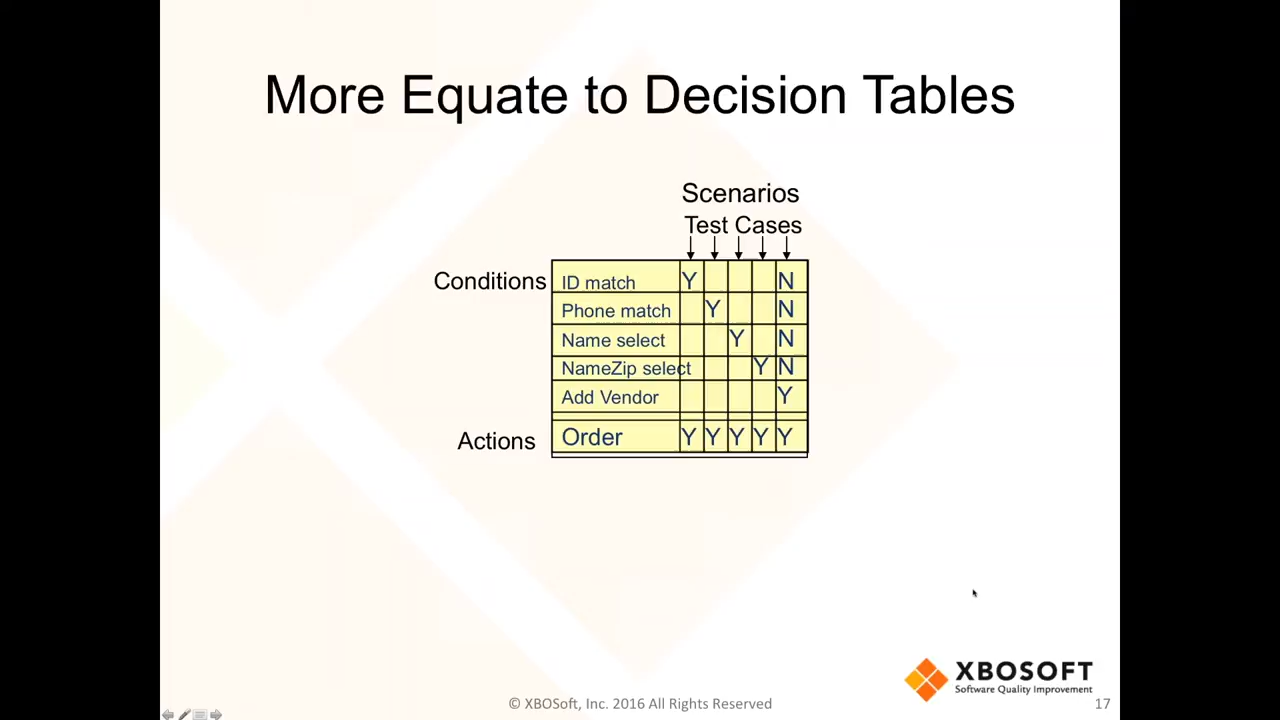 More Equate to Decision Tables
Scenarios
Test Cases
Conditions
ID match Y N
Phone match Y N
Name select Y N
NameZip select Y N
Add Vendor Y
Actions
Order Y Y Y Y Y
XBOSOFT
Software Quality Improvement
© XBOSoft, Inc. 2016 All Rights Reserved
17